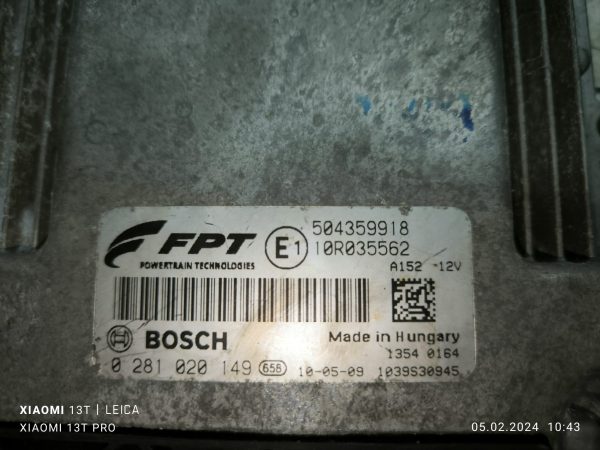 FPT
POWERTRAIN TECHNOLOGIES
E1
504359918
10R035562
A152 -12V
BOSCH
Made in Hungary
1354 0164
0 281 020 149 658 10-05-09 1039S30945
XIAOMI 13T | LEICA
XIAOMI 13T PRO
05.02.2024 10:43